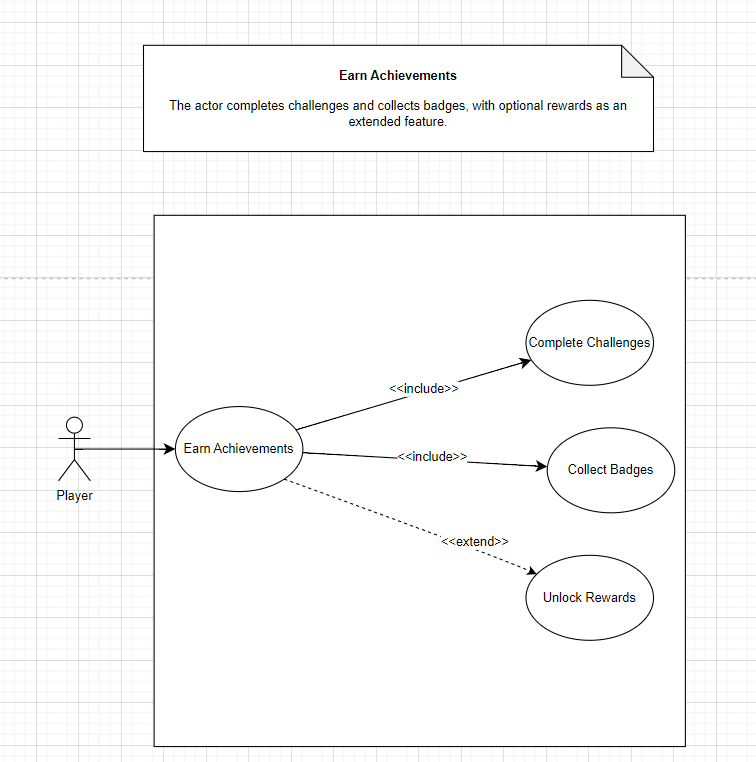 Earn Achievements
The actor completes challenges and collects badges, with optional rewards as an
extended feature.
Complete Challenges
<<include>>
Earn Achievements
<<include>>
Collect Badges
Player
<<extend>>
Unlock Rewards